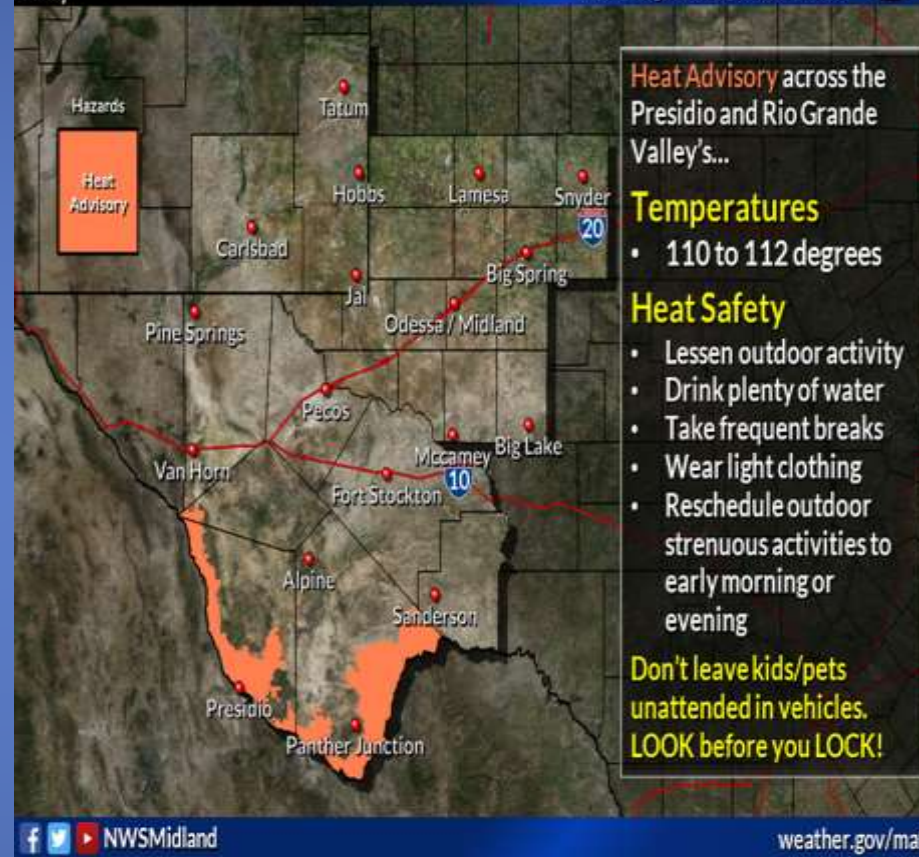 Heat Advisory across the
Presidio and Rio Grande
Valley's...
Temperatures
• 110 to 112 degrees
Heat Safety
• Lessen outdoor activity
• Drink plenty of water
• Take frequent breaks
• Wear light clothing
• Reschedule outdoor
strenuous activities to
early morning or
evening
Don't leave kids/pets
unattended in vehicles.
LOOK before you LOCK!
Hazards
Heat
Advisory
Tatum
Hobbs
Lamesa
Snyder
20
Carlsbad
Big Spring
Jal
Odessa / Midland
Pine Springs
Pecos
Van Horn
Mccamey
Big Lake
10
Fort Stockton
Alpine
Sanderson
Presidio
Panther Junction
NWSMidland
weather.gov/ma